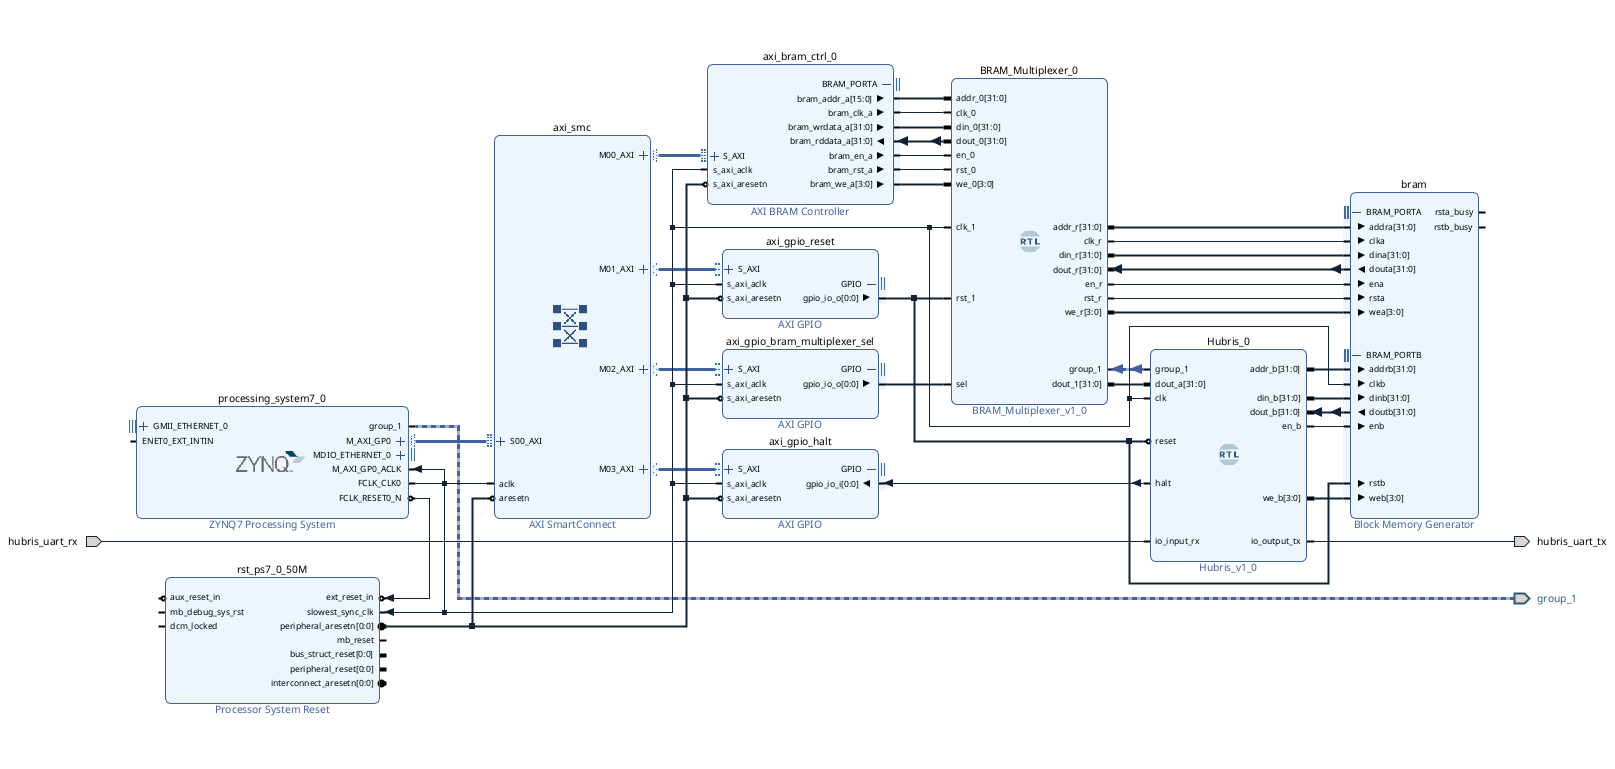 axi_bram_ctrl_0
BRAM_PORTA
bram_addr_a[15:0]
bram_clk_a
bram_wrdata_a[31:0]
bram_rddata_a[31:0]
S_AXI
bram_en_a
s_axi_aclk
bram_rst_a
s_axi_aresetn
bram_we_a[3:0]
AXI BRAM Controller
BRAM_Multiplexer_0
addr_0[31:0]
clk_0
din_0[31:0]
dout_0[31:0]
en_0
rst_0
we_0[3:0]
clk_1
addr_r[31:0]
clk_r
RTL
din_r[31:0]
dout_r[31:0]
en_r
rst_1
rst_r
we_r[3:0]
group_1
sel
dout_1[31:0]
BRAM_Multiplexer_v1_0
axi_smc
M00_AXI
M01_AXI
M02_AXI
S00_AXI
M03_AXI
aclk
aresetn
AXI SmartConnect
axi_gpio_reset
S_AXI
s_axi_aclk
GPIO
s_axi_aresetn
gpio_io_o[0:0]
AXI GPIO
axi_gpio_bram_multiplexer_sel
S_AXI
GPIO
s_axi_aclk
gpio_io_o[0:0]
s_axi_aresetn
AXI GPIO
axi_gpio_halt
S_AXI
GPIO
s_axi_aclk
gpio_io_i[0:0]
s_axi_aresetn
AXI GPIO
bram
BRAM_PORTA
rsta_busy
addra[31:0]
rstb_busy
clka
dina[31:0]
douta[31:0]
ena
rsta
wea[3:0]
BRAM_PORTB
addrb[31:0]
clkb
dinb[31:0]
doutb[31:0]
enb
rstb
web[3:0]
Block Memory Generator
Hubris_0
group_1
addr_b[31:0]
dout_a[31:0]
clk
din_b[31:0]
dout_b[31:0]
en_b
reset
RTL
halt
we_b[3:0]
io_input_rx
io_output_tx
Hubris_v1_0
processing_system7_0
GMII_ETHERNET_0
group_1
ENET0_EXT_INTIN
M_AXI_GP0
MDIO_ETHERNET_0
ZYNQ
M_AXI_GP0_ACLK
FCLK_CLK0
FCLK_RESET0_N
ZYNQ7 Processing System
hubris_uart_rx
hubris_uart_tx
rst_ps7_0_50M
aux_reset_in
ext_reset_in
mb_debug_sys_rst
slowest_sync_clk
dcm_locked
peripheral_aresetn[0:0]
mb_reset
bus_struct_reset[0:0]
peripheral_reset[0:0]
interconnect_aresetn[0:0]
Processor System Reset
group_1